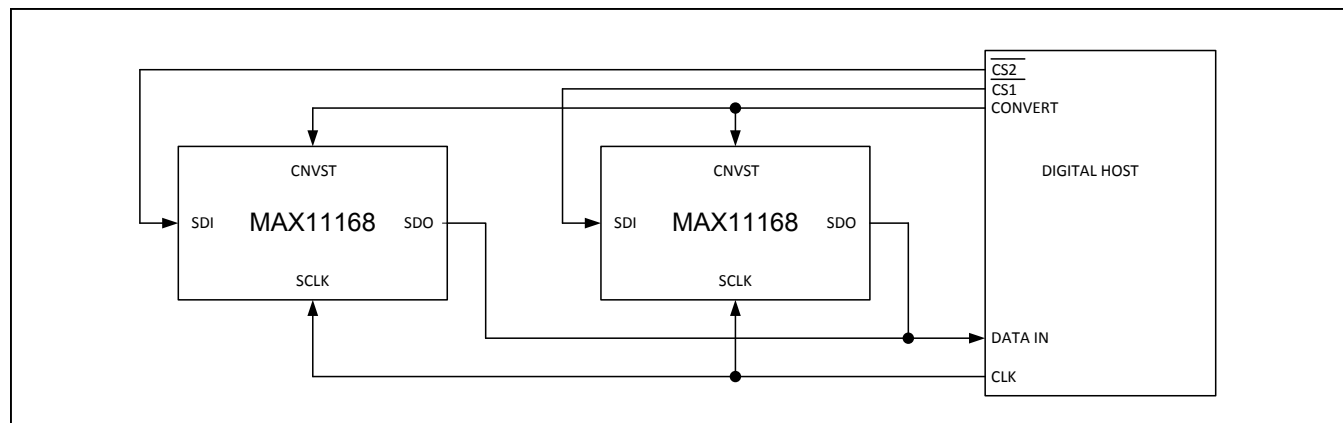 CS2
CS1
CONVERT
CNVST
CNVST
DIGITAL HOST
SDI MAX11168 SDO
SDI MAX11168 SDO
SCLK
SCLK
DATA IN
CLK